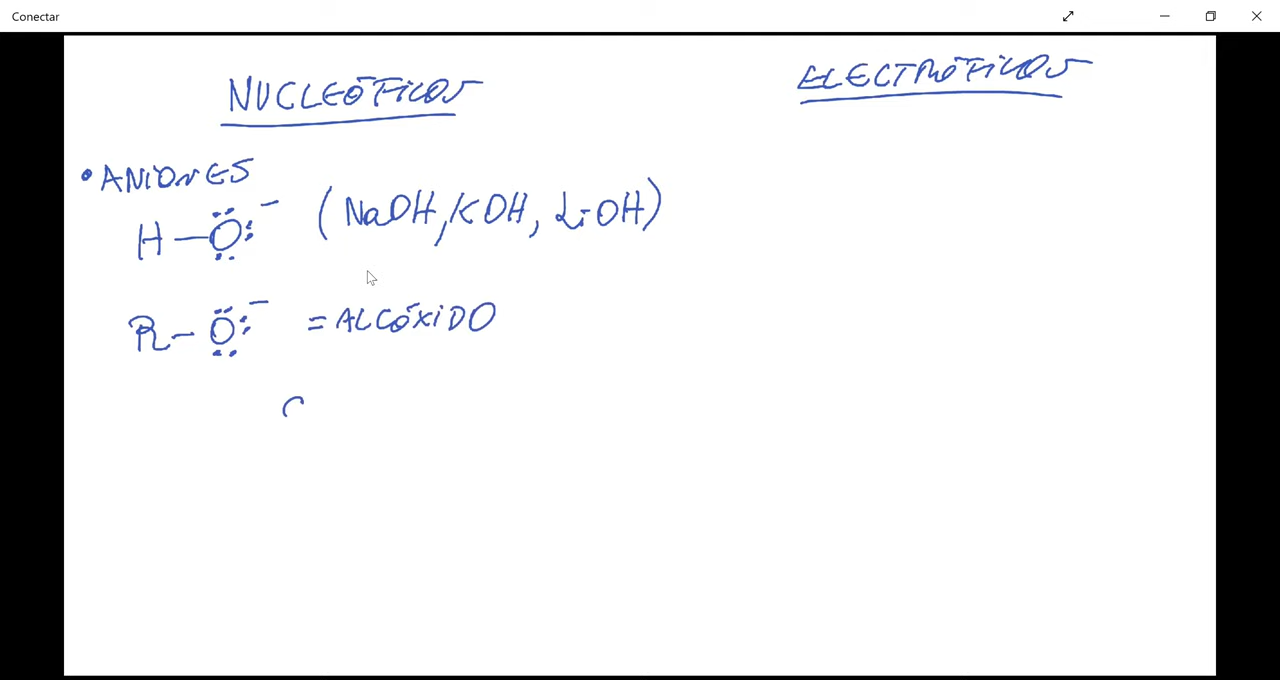 Conectar
NUCLEÓFILOS
ELECTRÓFILOS
• ANIONES
H–O:⁻ (NaOH, KOH, LiOH)
R–O:⁻ = ALCÓXIDO
C